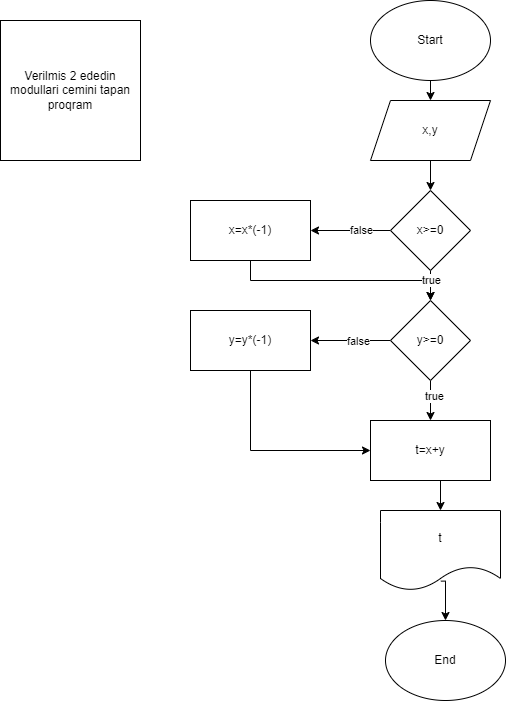 Verilmis 2 ededin
modullari cemini tapan
proqram
Start
x,y
x>=0
false
x=x*(-1)
true
y>=0
false
y=y*(-1)
true
t=x+y
t
End